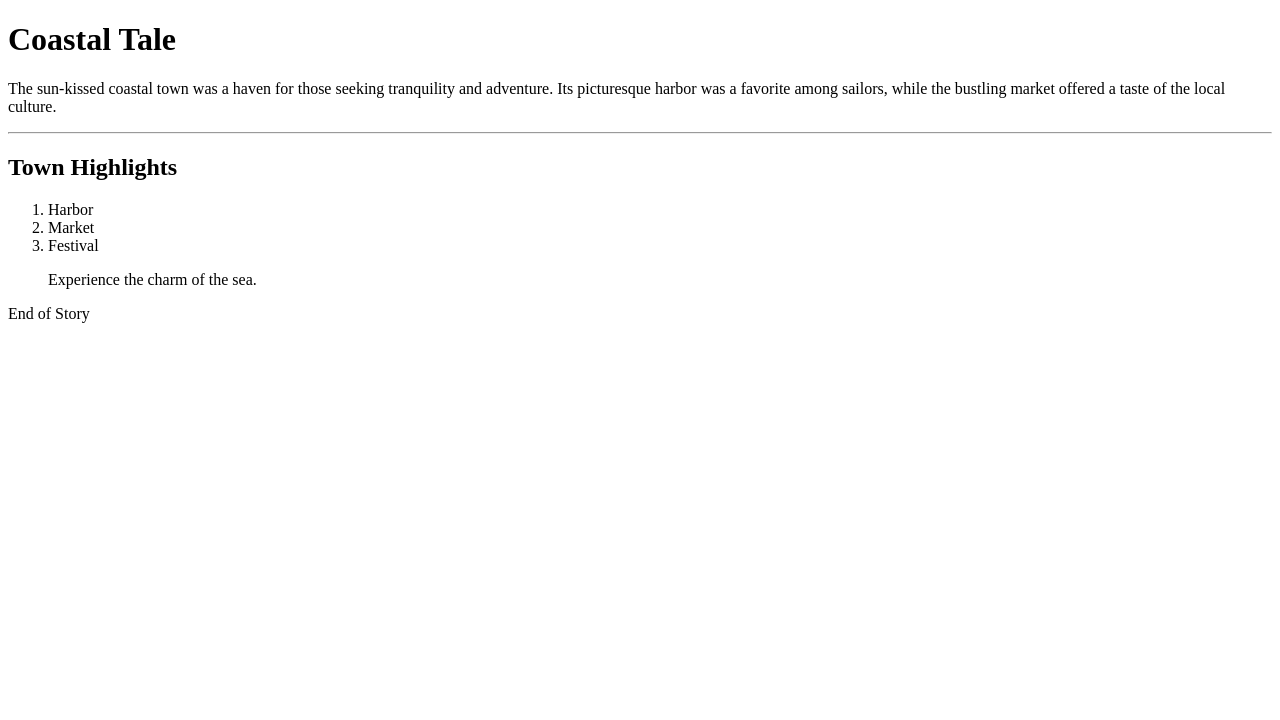 Coastal Tale
The sun-kissed coastal town was a haven for those seeking tranquility and adventure. Its picturesque harbor was a favorite among sailors, while the bustling market offered a taste of the local
culture.
Town Highlights
1. Harbor
2. Market
3. Festival
Experience the charm of the sea.
End of Story